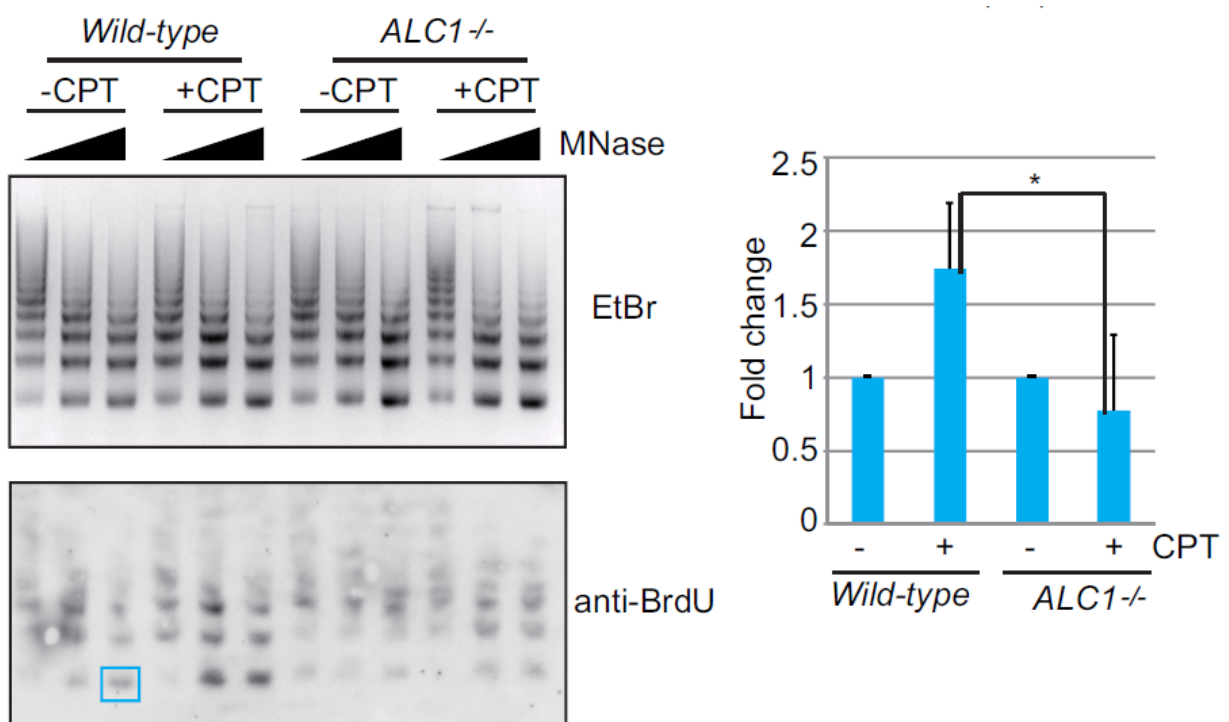 Wild-type ALC1-/-
-CPT +CPT -CPT +CPT
MNase
EtBr
anti-BrdU
2.5
2
1.5
1
0.5
0
Fold change
*
- + - + CPT
Wild-type ALC1-/-